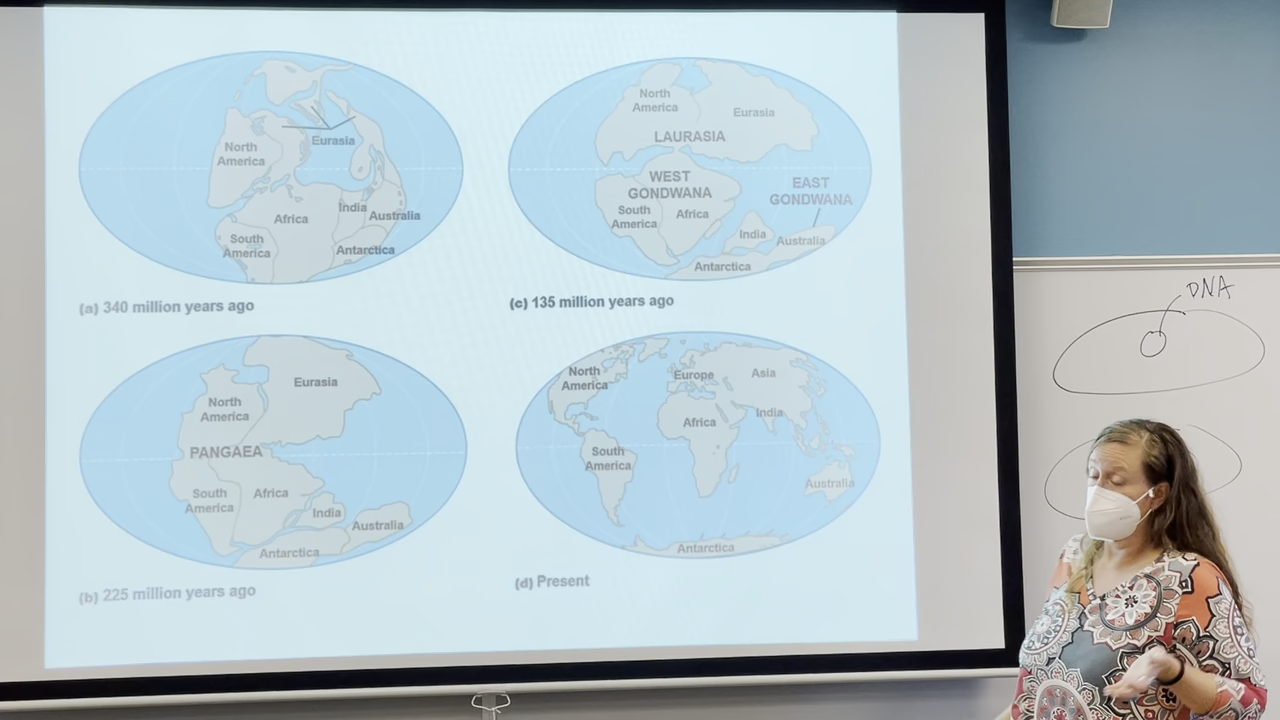 North
America
Eurasia
Africa
India
Australia
South
America
Antarctica
(a) 340 million years ago
North
America
Eurasia
LAURASIA
WEST
GONDWANA
EAST
GONDWANA
South
America
Africa
India
Australia
Antarctica
(c) 135 million years ago
Eurasia
North
America
PANGAEA
South
America
Africa
India
Australia
Antarctica
(b) 225 million years ago
North
America
Europe
Asia
Africa
India
South
America
Australia
Antarctica
(d) Present
DNA